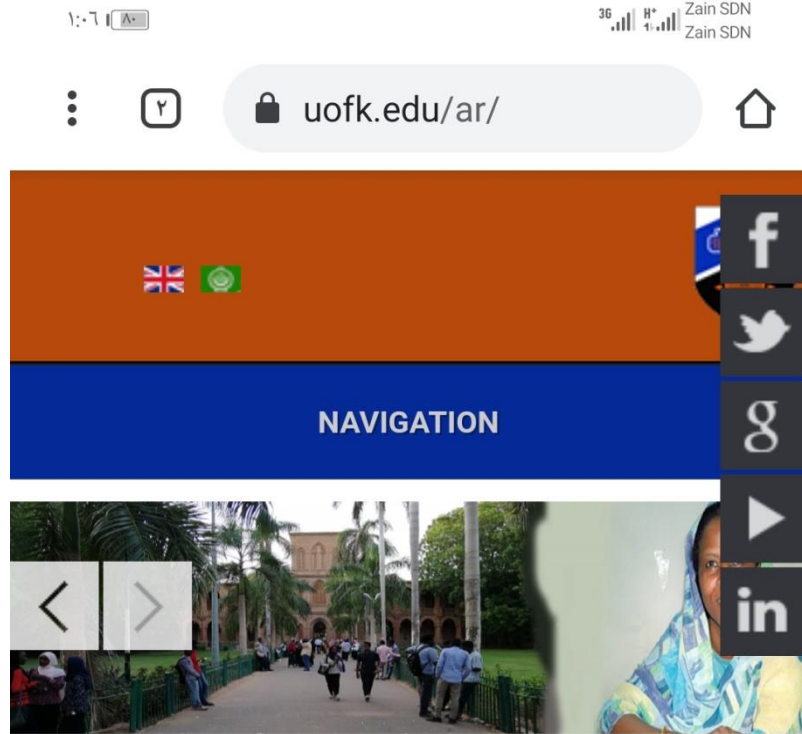 ١:٠٦ ٨٠
3G H+ Zain SDN
Zain SDN
٢ uofk.edu/ar/
f
NAVIGATION
g
in